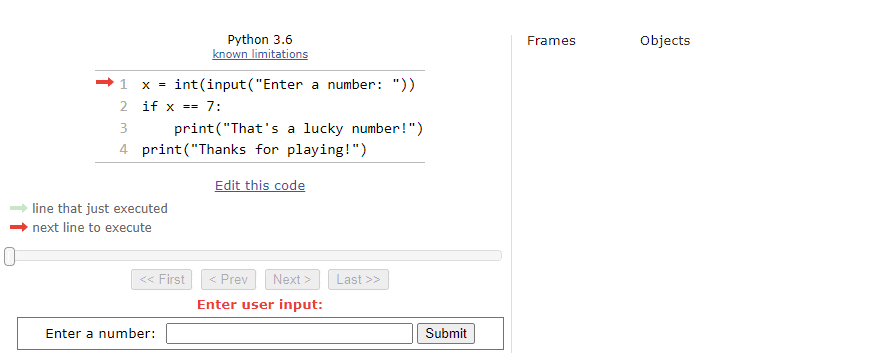 Python 3.6
known limitations
1 x = int(input("Enter a number: "))
2 if x == 7:
3     print("That's a lucky number!")
4 print("Thanks for playing!")
Edit this code
line that just executed
next line to execute
<< First < Prev Next > Last >>
Enter user input:
Enter a number: Submit
Frames Objects